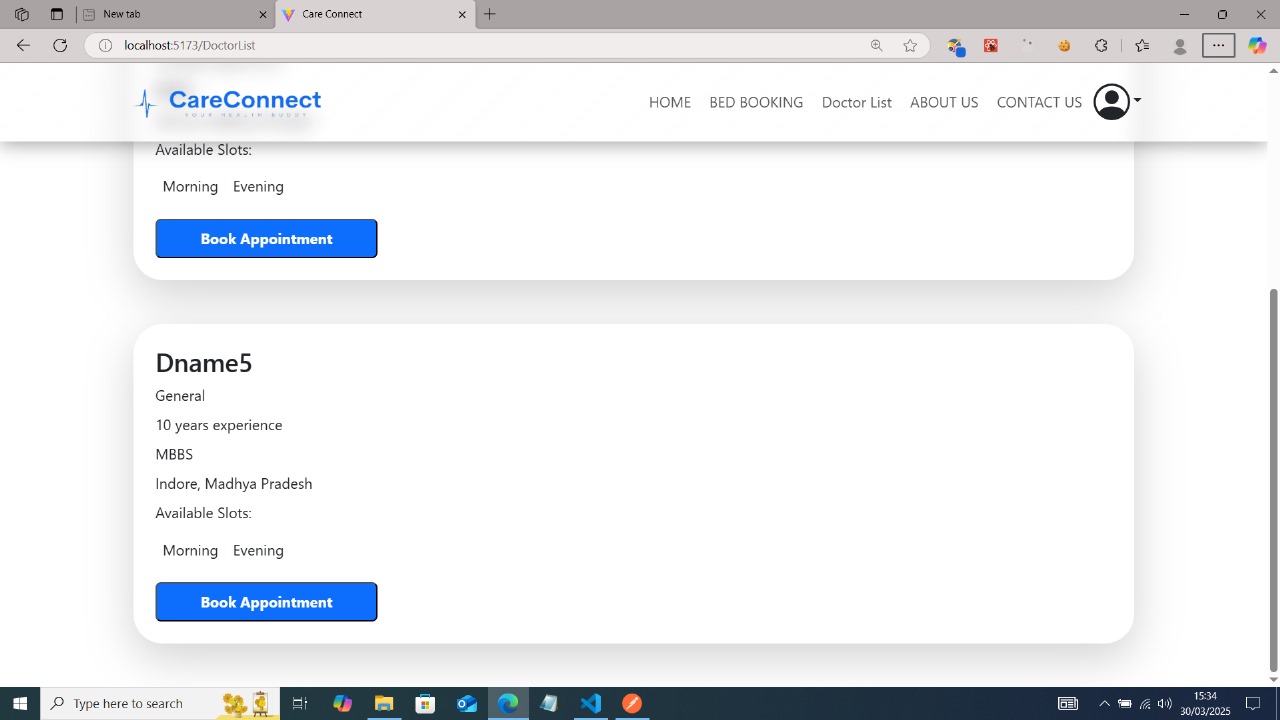 New tab
Care Connect
localhost:5173/DoctorList
CareConnect
YOUR HEALTH BUDDY
HOME
BED BOOKING
Doctor List
ABOUT US
CONTACT US
Available Slots:
Morning Evening
Book Appointment
Dname5
General
10 years experience
MBBS
Indore, Madhya Pradesh
Available Slots:
Morning Evening
Book Appointment
Type here to search
15:34
30/03/2025